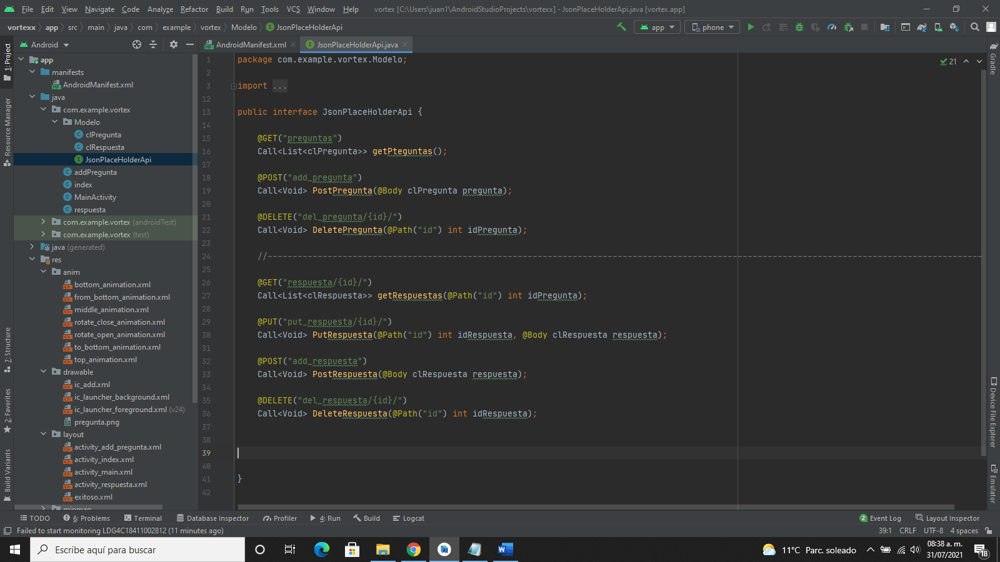 File Edit View Navigate Code Analyze Refactor Build Run Tools VCS Window Help vortex [C:\Users\juan1\AndroidStudioProjects\vortexx] - JsonPlaceHolderApi.java [vortex.app]
vortexx app src main java com example vortex Modelo JsonPlaceHolderApi app phone
Android AndroidManifest.xml JsonPlaceHolderApi.java
1: Project
Resource Manager
7: Structure
2: Favorites
Build Variants
app
manifests
AndroidManifest.xml
java
com.example.vortex
Modelo
clPregunta
clRespuesta
JsonPlaceHolderApi
addPregunta
index
MainActivity
respuesta
com.example.vortex (androidTest)
com.example.vortex (test)
java (generated)
res
anim
bottom_animation.xml
from_bottom_animation.xml
middle_animation.xml
rotate_close_animation.xml
rotate_open_animation.xml
to_bottom_animation.xml
top_animation.xml
drawable
ic_add.xml
ic_launcher_background.xml
ic_launcher_foreground.xml (v24)
pregunta.png
layout
activity_add_pregunta.xml
activity_index.xml
activity_main.xml
activity_respuesta.xml
exitoso.xml
1 package com.example.vortex.Modelo;
2
3 import ...
12
13 public interface JsonPlaceHolderApi {
14
15 @GET("preguntas")
16 Call<List<clPregunta>> getPteguntas();
17
18 @POST("add_pregunta")
19 Call<Void> PostPregunta(@Body clPregunta pregunta);
20
21 @DELETE("del_pregunta/{id}/")
22 Call<Void> DeletePregunta(@Path("id") int idPregunta);
23
24 //-----------------------------------------------------------------------------------------------------------------------------------------------
25
26 @GET("respuesta/{id}/")
27 Call<List<clRespuesta>> getRespuestas(@Path("id") int idPregunta);
28
29 @PUT("put_respuesta/{id}/")
30 Call<Void> PutRespuesta(@Path("id") int idRespuesta, @Body clRespuesta respuesta);
31
32 @POST("add_respuesta")
33 Call<Void> PostRespuesta(@Body clRespuesta respuesta);
34
35 @DELETE("del_respuesta/{id}/")
36 Call<Void> DeleteRespuesta(@Path("id") int idRespuesta);
37
38
39
40
41 }
42
21
Gradle
Device File Explorer
Emulator
TODO 6: Problems Terminal Database Inspector Profiler 4: Run Build Logcat 2 Event Log Layout Inspector
Failed to start monitoring LDG4C18411002812 (11 minutes ago) 39:1 CRLF UTF-8 4 spaces
Escribe aquí para buscar 11°C Parc. soleado 08:38 a. m.
31/07/2021 18